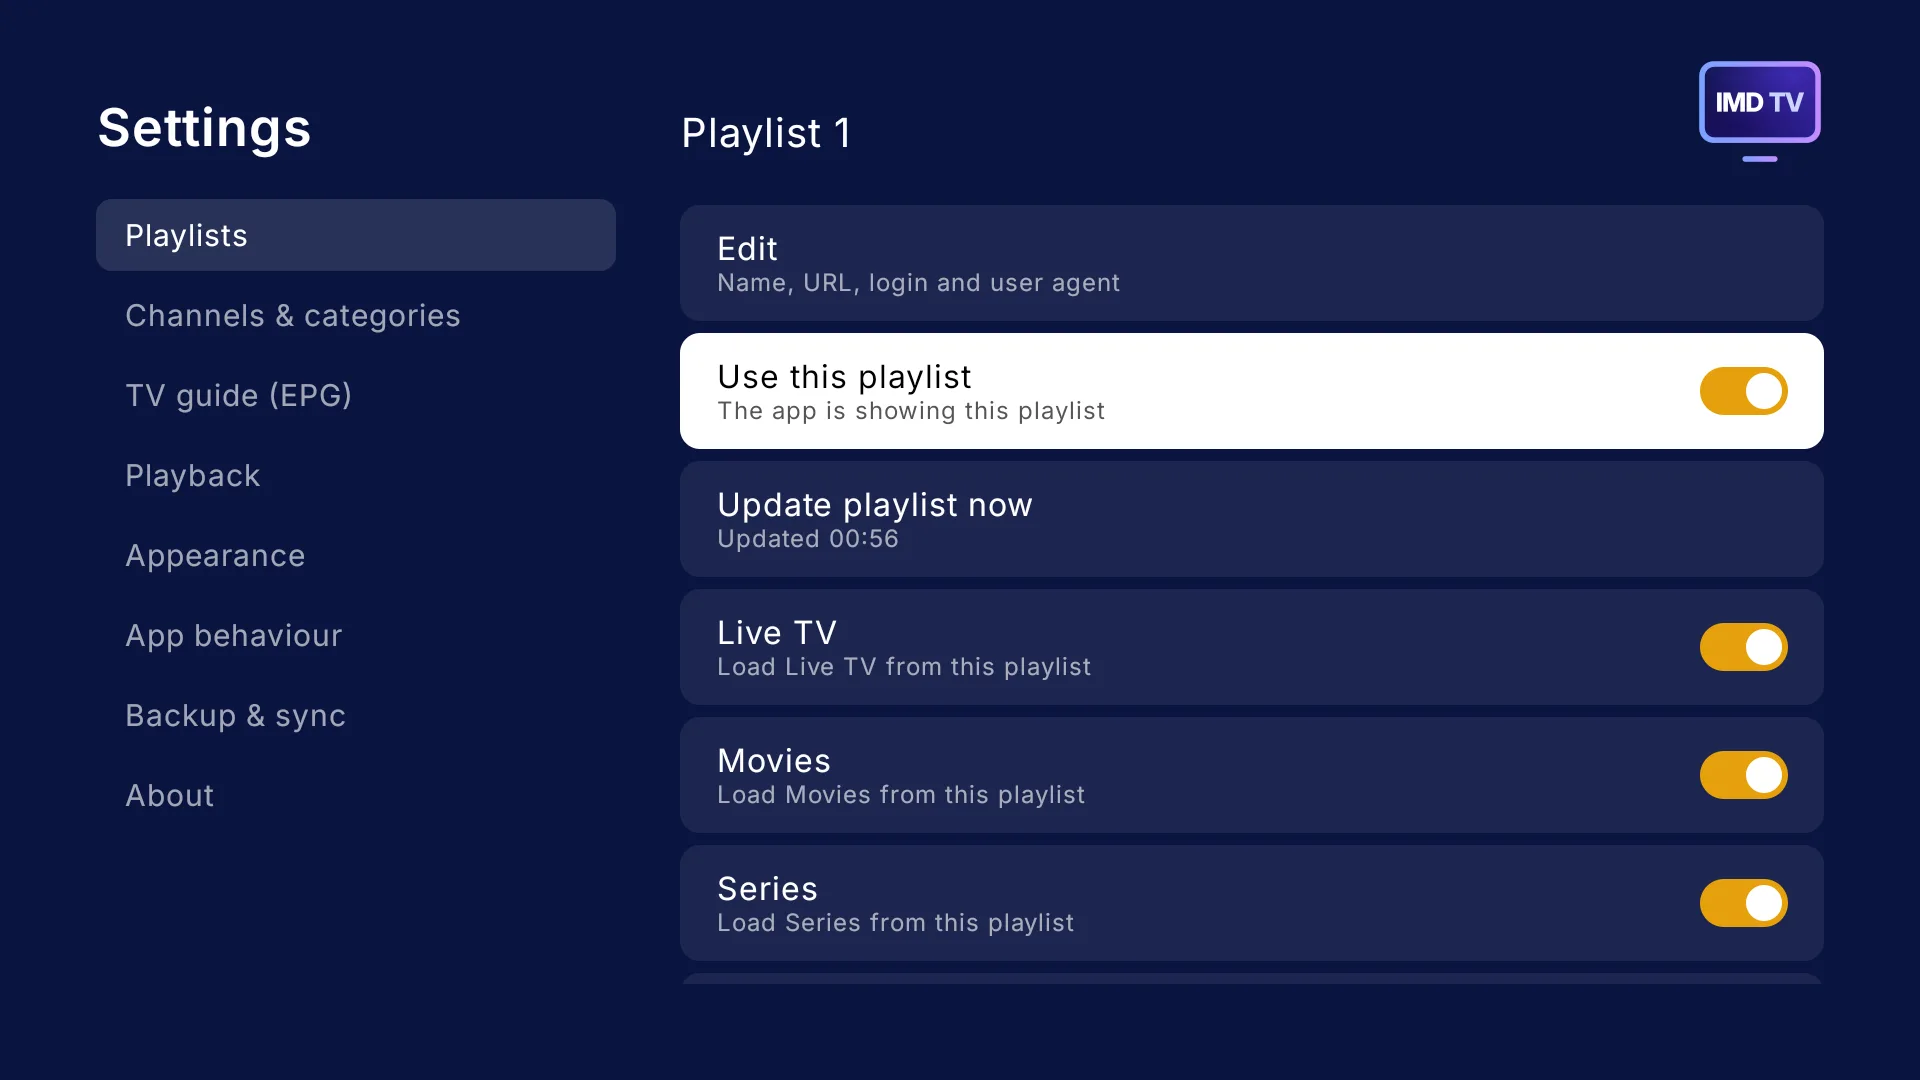 Settings
Playlists
Channels & categories
TV guide (EPG)
Playback
Appearance
App behaviour
Backup & sync
About
Playlist 1
IMD TV
Edit
Name, URL, login and user agent
Use this playlist
The app is showing this playlist
Update playlist now
Updated 00:56
Live TV
Load Live TV from this playlist
Movies
Load Movies from this playlist
Series
Load Series from this playlist